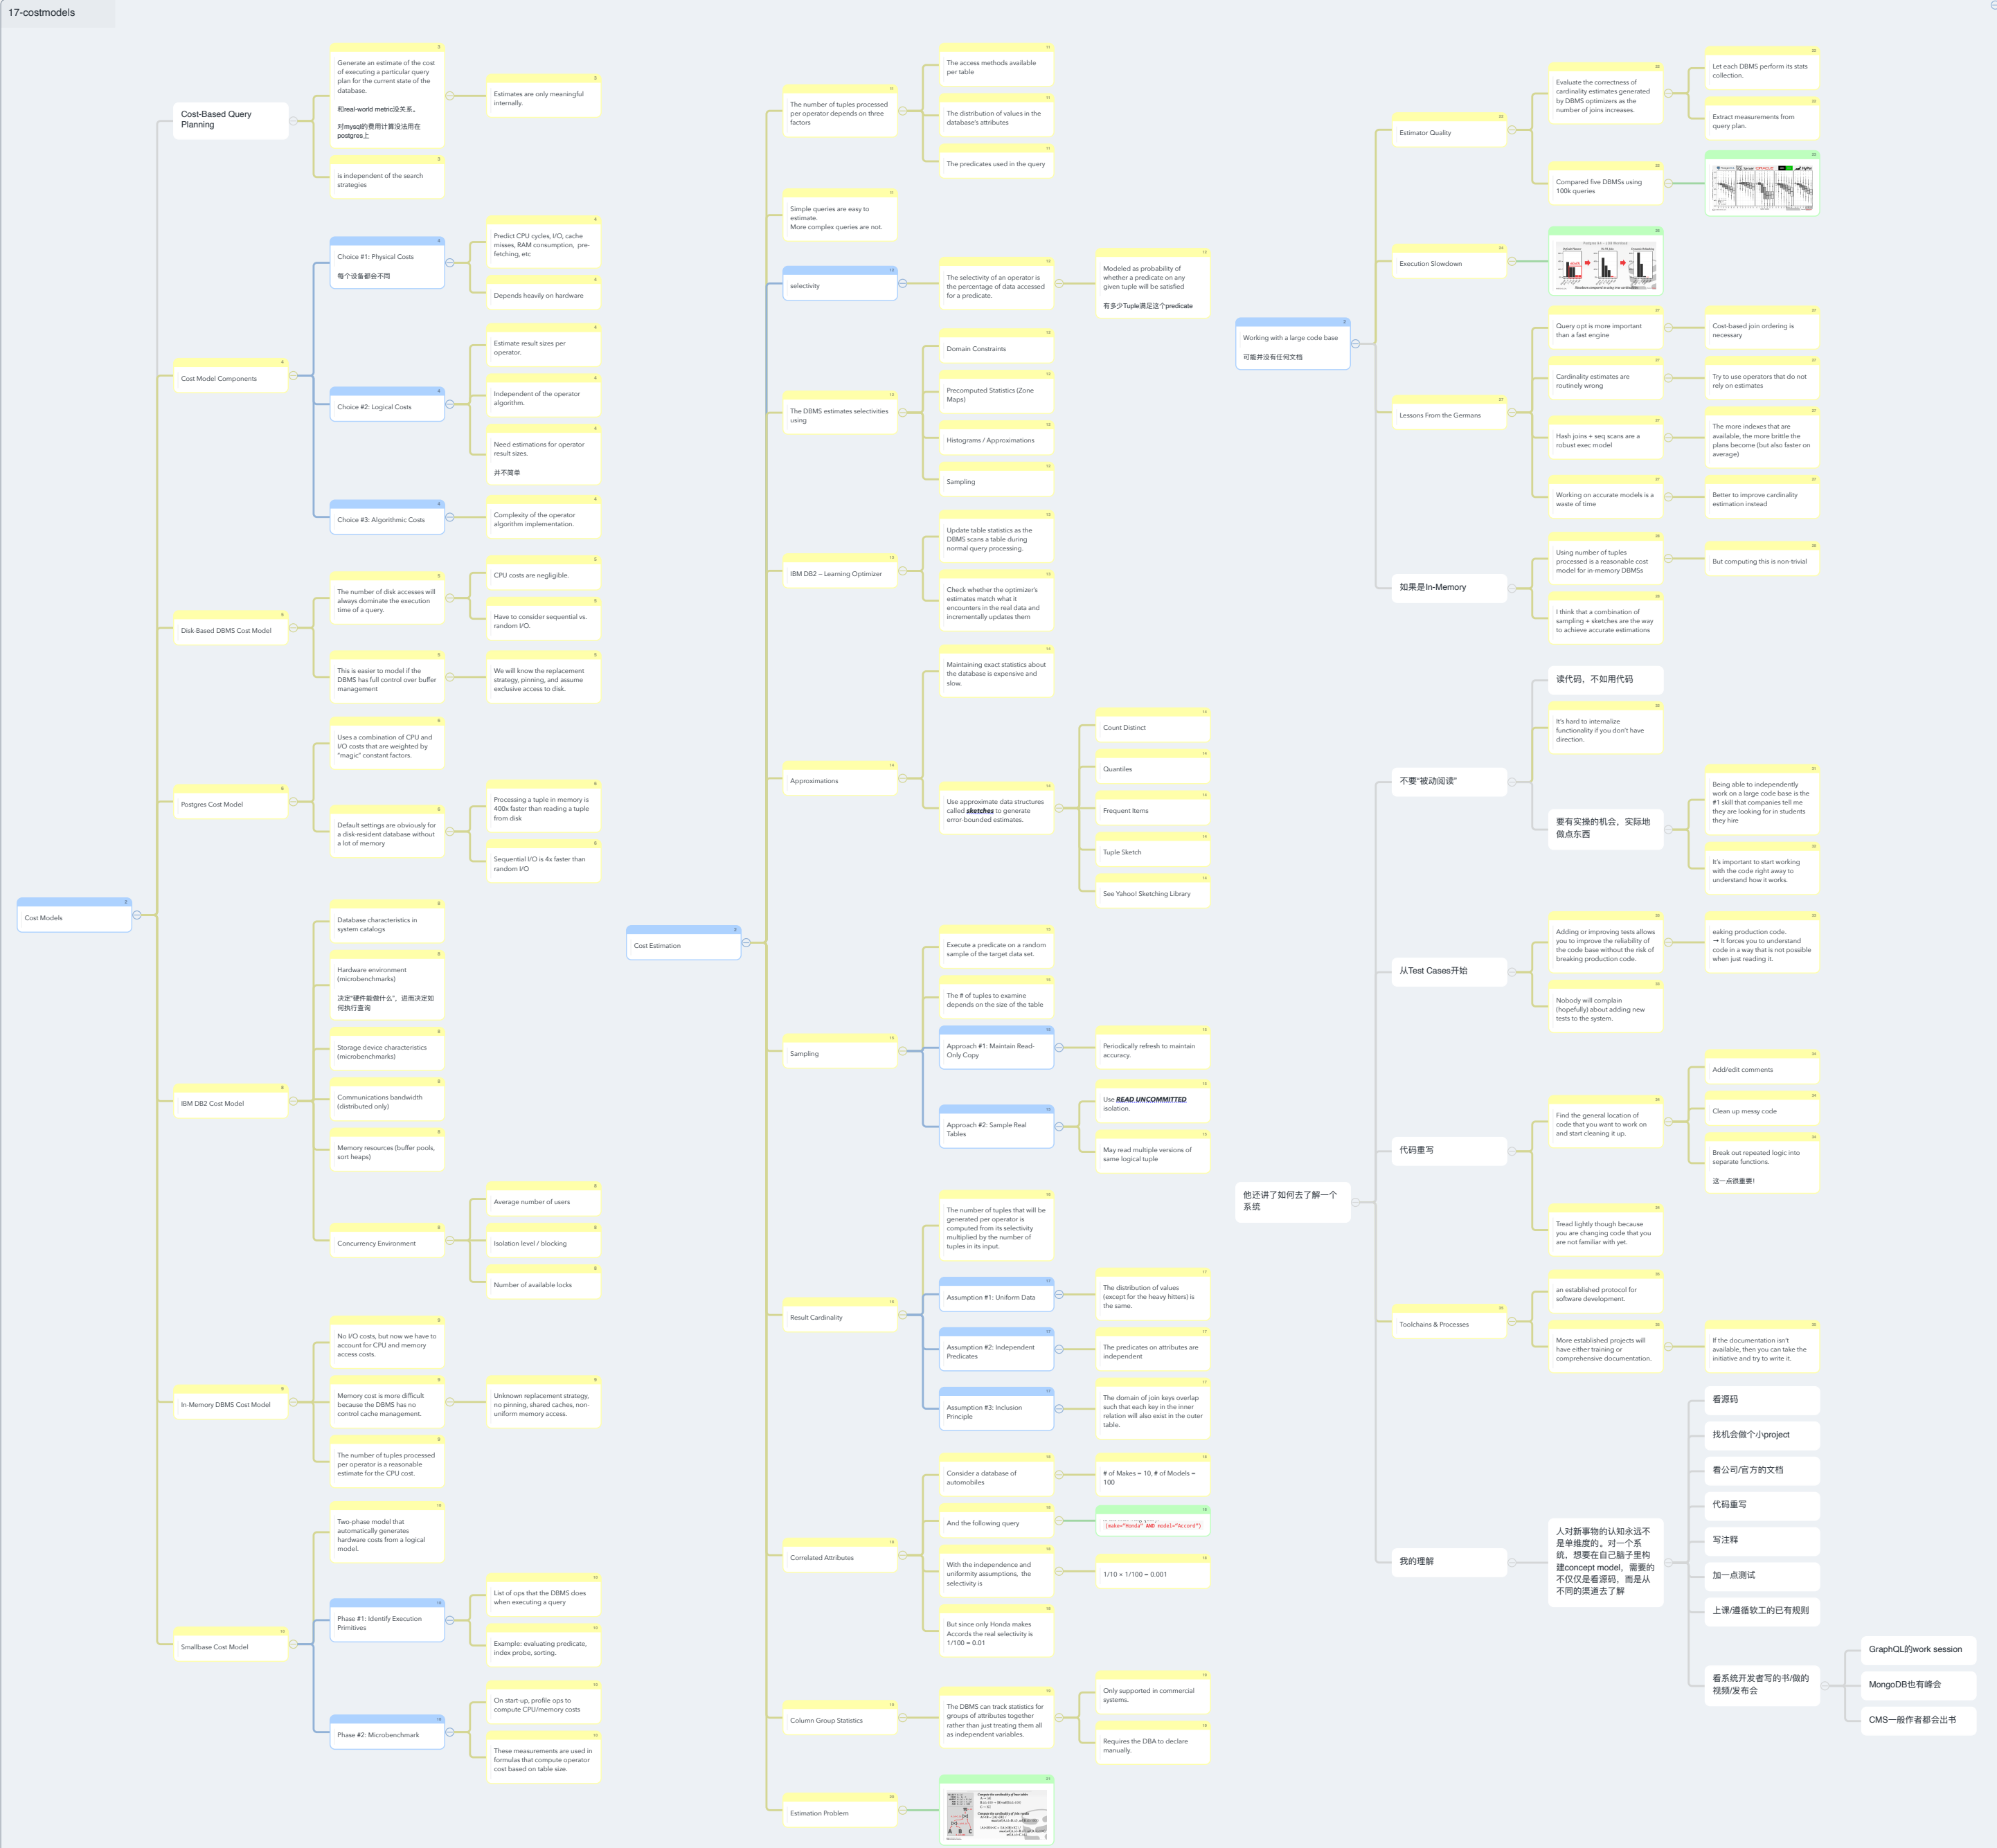 17-costmodels
Cost Models
Cost-Based Query
Planning
Generate an estimate of the cost
of executing a particular query
plan for the current state of the
database.
和real-world metric没关系。
对mysql的费用计算没法用在
postgres上
Estimates are only meaningful
internally.
is independent of the search
strategies
Cost Model Components
Choice #1: Physical Costs
每个设备都会不同
Predict CPU cycles, I/O, cache
misses, RAM consumption, pre-
fetching, etc
Depends heavily on hardware
Choice #2: Logical Costs
Estimate result sizes per
operator.
Independent of the operator
algorithm.
Need estimations for operator
result sizes.
并不简单
Choice #3: Algorithmic Costs
Complexity of the operator
algorithm implementation.
Disk-Based DBMS Cost Model
The number of disk accesses will
always dominate the execution
time of a query.
CPU costs are negligible.
Have to consider sequential vs.
random I/O.
This is easier to model if the
DBMS has full control over buffer
management
We will know the replacement
strategy, pinning, and assume
exclusive access to disk.
Postgres Cost Model
Uses a combination of CPU and
I/O costs that are weighted by
“magic” constant factors.
Default settings are obviously for
a disk-resident database without
a lot of memory
Processing a tuple in memory is
400x faster than reading a tuple
from disk
Sequential I/O is 4x faster than
random I/O
IBM DB2 Cost Model
Database characteristics in
system catalogs
Hardware environment
(microbenchmarks)
决定“硬件能做什么”，进而决定如
何执行查询
Storage device characteristics
(microbenchmarks)
Communications bandwidth
(distributed only)
Memory resources (buffer pools,
sort heaps)
Concurrency Environment
Average number of users
Isolation level / blocking
Number of available locks
In-Memory DBMS Cost Model
No I/O costs, but now we have to
account for CPU and memory
access costs.
Memory cost is more difficult
because the DBMS has no
control cache management.
Unknown replacement strategy,
no pinning, shared caches, non-
uniform memory access.
The number of tuples processed
per operator is a reasonable
estimate for the CPU cost.
Smallbase Cost Model
Two-phase model that
automatically generates
hardware costs from a logical
model.
Phase #1: Identify Execution
Primitives
List of ops that the DBMS does
when executing a query
Example: evaluating predicate,
index probe, sorting.
Phase #2: Microbenchmark
On start-up, profile ops to
compute CPU/memory costs
These measurements are used in
formulas that compute operator
cost based on table size.
Cost Estimation
The number of tuples processed
per operator depends on three
factors
The access methods available
per table
The distribution of values in the
database's attributes
The predicates used in the query
Simple queries are easy to
estimate.
More complex queries are not.
selectivity
The selectivity of an operator is
the percentage of data accessed
for a predicate.
Modeled as probability of
whether a predicate on any
given tuple will be satisfied
有多少Tuple满足这个predicate
The DBMS estimates selectivities
using
Domain Constraints
Precomputed Statistics (Zone
Maps)
Histograms / Approximations
Sampling
IBM DB2 – Learning Optimizer
Update table statistics as the
DBMS scans a table during
normal query processing.
Check whether the optimizer's
estimates match what it
encounters in the real data and
incrementally updates them
Approximations
Maintaining exact statistics about
the database is expensive and
slow.
Use approximate data structures
called sketches to generate
error-bounded estimates.
Count Distinct
Quantiles
Frequent Items
Tuple Sketch
See Yahoo! Sketching Library
Sampling
Execute a predicate on a random
sample of the target data set.
The # of tuples to examine
depends on the size of the table
Approach #1: Maintain Read-
Only Copy
Periodically refresh to maintain
accuracy.
Approach #2: Sample Real
Tables
Use READ UNCOMMITTED
isolation.
May read multiple versions of
same logical tuple
Result Cardinality
The number of tuples that will be
generated per operator is
computed from its selectivity
multiplied by the number of
tuples in its input.
Assumption #1: Uniform Data
The distribution of values
(except for the heavy hitters) is
the same.
Assumption #2: Independent
Predicates
The predicates on attributes are
independent
Assumption #3: Inclusion
Principle
The domain of join keys overlap
such that each key in the inner
relation will also exist in the outer
table.
Correlated Attributes
Consider a database of
automobiles
# of Makes = 10, # of Models =
100
And the following query
(make="Honda" AND model="Accord")
With the independence and
uniformity assumptions, the
selectivity is
1/10 × 1/100 = 0.001
But since only Honda makes
Accords the real selectivity is
1/100 = 0.01
Column Group Statistics
The DBMS can track statistics for
groups of attributes together
rather than just treating them all
as independent variables.
Only supported in commercial
systems.
Requires the DBA to declare
manually.
Estimation Problem
A B C
Working with a large code base
可能并没有任何文档
Estimator Quality
Evaluate the correctness of
cardinality estimates generated
by DBMS optimizers as the
number of joins increases.
Let each DBMS perform its stats
collection.
Extract measurements from
query plan.
Compared five DBMSs using
100k queries
Execution Slowdown
Lessons From the Germans
Query opt is more important
than a fast engine
Cost-based join ordering is
necessary
Cardinality estimates are
routinely wrong
Try to use operators that do not
rely on estimates
Hash joins + seq scans are a
robust exec model
The more indexes that are
available, the more brittle the
plans become (but also faster on
average)
Working on accurate models is a
waste of time
Better to improve cardinality
estimation instead
如果是In-Memory
Using number of tuples
processed is a reasonable cost
model for in-memory DBMSs
But computing this is non-trivial
I think that a combination of
sampling + sketches are the way
to achieve accurate estimations
他还讲了如何去了解一个
系统
不要“被动阅读”
读代码，不如用代码
It's hard to internalize
functionality if you don't have
direction.
要有实操的机会，实际地
做点东西
Being able to independently
work on a large code base is the
#1 skill that companies tell me
they are looking for in students
they hire
It's important to start working
with the code right away to
understand how it works.
从Test Cases开始
Adding or improving tests allows
you to improve the reliability of
the code base without the risk of
breaking production code.
eaking production code.
→ It forces you to understand
code in a way that is not possible
when just reading it.
Nobody will complain
(hopefully) about adding new
tests to the system.
代码重写
Find the general location of
code that you want to work on
and start cleaning it up.
Add/edit comments
Clean up messy code
Break out repeated logic into
separate functions.
这一点很重要！
Tread lightly though because
you are changing code that you
are not familiar with yet.
Toolchains & Processes
an established protocol for
software development.
More established projects will
have either training or
comprehensive documentation.
If the documentation isn't
available, then you can take the
initiative and try to write it.
我的理解
人对新事物的认知永远不
是单维度的。对一个系
统，想要在自己脑子里构
建concept model，需要的
不仅仅是看源码，而是从
不同的渠道去了解
看源码
找机会做个小project
看公司/官方的文档
代码重写
写注释
加一点测试
上课/遵循软工的已有规则
看系统开发者写的书/做的
视频/发布会
GraphQL的work session
MongoDB也有峰会
CMS一般作者都会出书